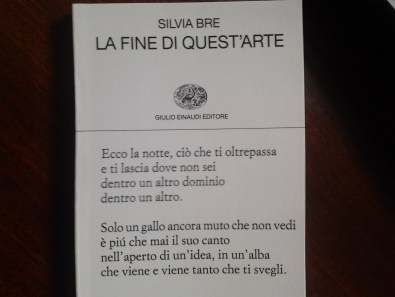 SILVIA BRE
LA FINE DI QUEST'ARTE
GIULIO EINAUDI EDITORE
Ecco la notte, ciò che ti oltrepassa
e ti lascia dove non sei
dentro un altro dominio
dentro un altro.
Solo un gallo ancora muto che non vedi
è piú che mai il suo canto
nell'aperto di un'idea, in un'alba
che viene e viene tanto che ti svegli.